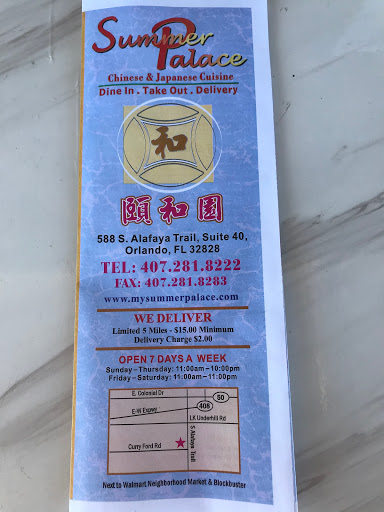 Summer Palace
Chinese & Japanese Cuisine
Dine In . Take Out . Delivery
和
頤和園
588 S. Alafaya Trail, Suite 40,
Orlando, FL 32828
TEL: 407.281.8222
FAX: 407.281.8283
www.mysummerpalace.com
WE DELIVER
Limited 5 Miles - $15.00 Minimum
Delivery Charge $2.00
OPEN 7 DAYS A WEEK
Sunday – Thursday: 11:00am – 10:00pm
Friday – Saturday: 11:00am – 11:00pm
E. Colonial Dr
50
E-W Expwy
408
LK Underhill Rd
Curry Ford Rd
S. Alafaya Trail
Next to Walmart Neighborhood Market & Blockbuster